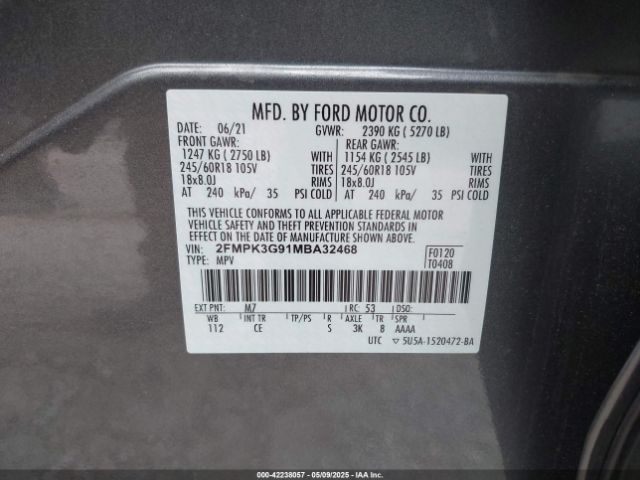 MFD. BY FORD MOTOR CO.
DATE: 06/21 GVWR: 2390 KG ( 5270 LB)
FRONT GAWR: REAR GAWR:
1247 KG ( 2750 LB) WITH 1154 KG ( 2545 LB) WITH
245/60R18 105V TIRES 245/60R18 105V TIRES
18x8.0J RIMS 18x8.0J RIMS
AT 240 kPa/ 35 PSI COLD AT 240 kPa/ 35 PSI COLD
THIS VEHICLE CONFORMS TO ALL APPLICABLE FEDERAL MOTOR
VEHICLE SAFETY AND THEFT PREVENTION STANDARDS IN
EFFECT ON THE DATE OF MANUFACTURE SHOWN ABOVE.
VIN: 2FMPK3G91MBA32468 F0120
TYPE: MPV T0408
EXT PNT: M7 RC: 53 DSO:
WB INT TR TP/PS R AXLE TR SPR
112 CE S 3K 8 AAAA
UTC ▽ 5U5A-1520472-BA
000-42238057 05/09/2025 IAAI.COM